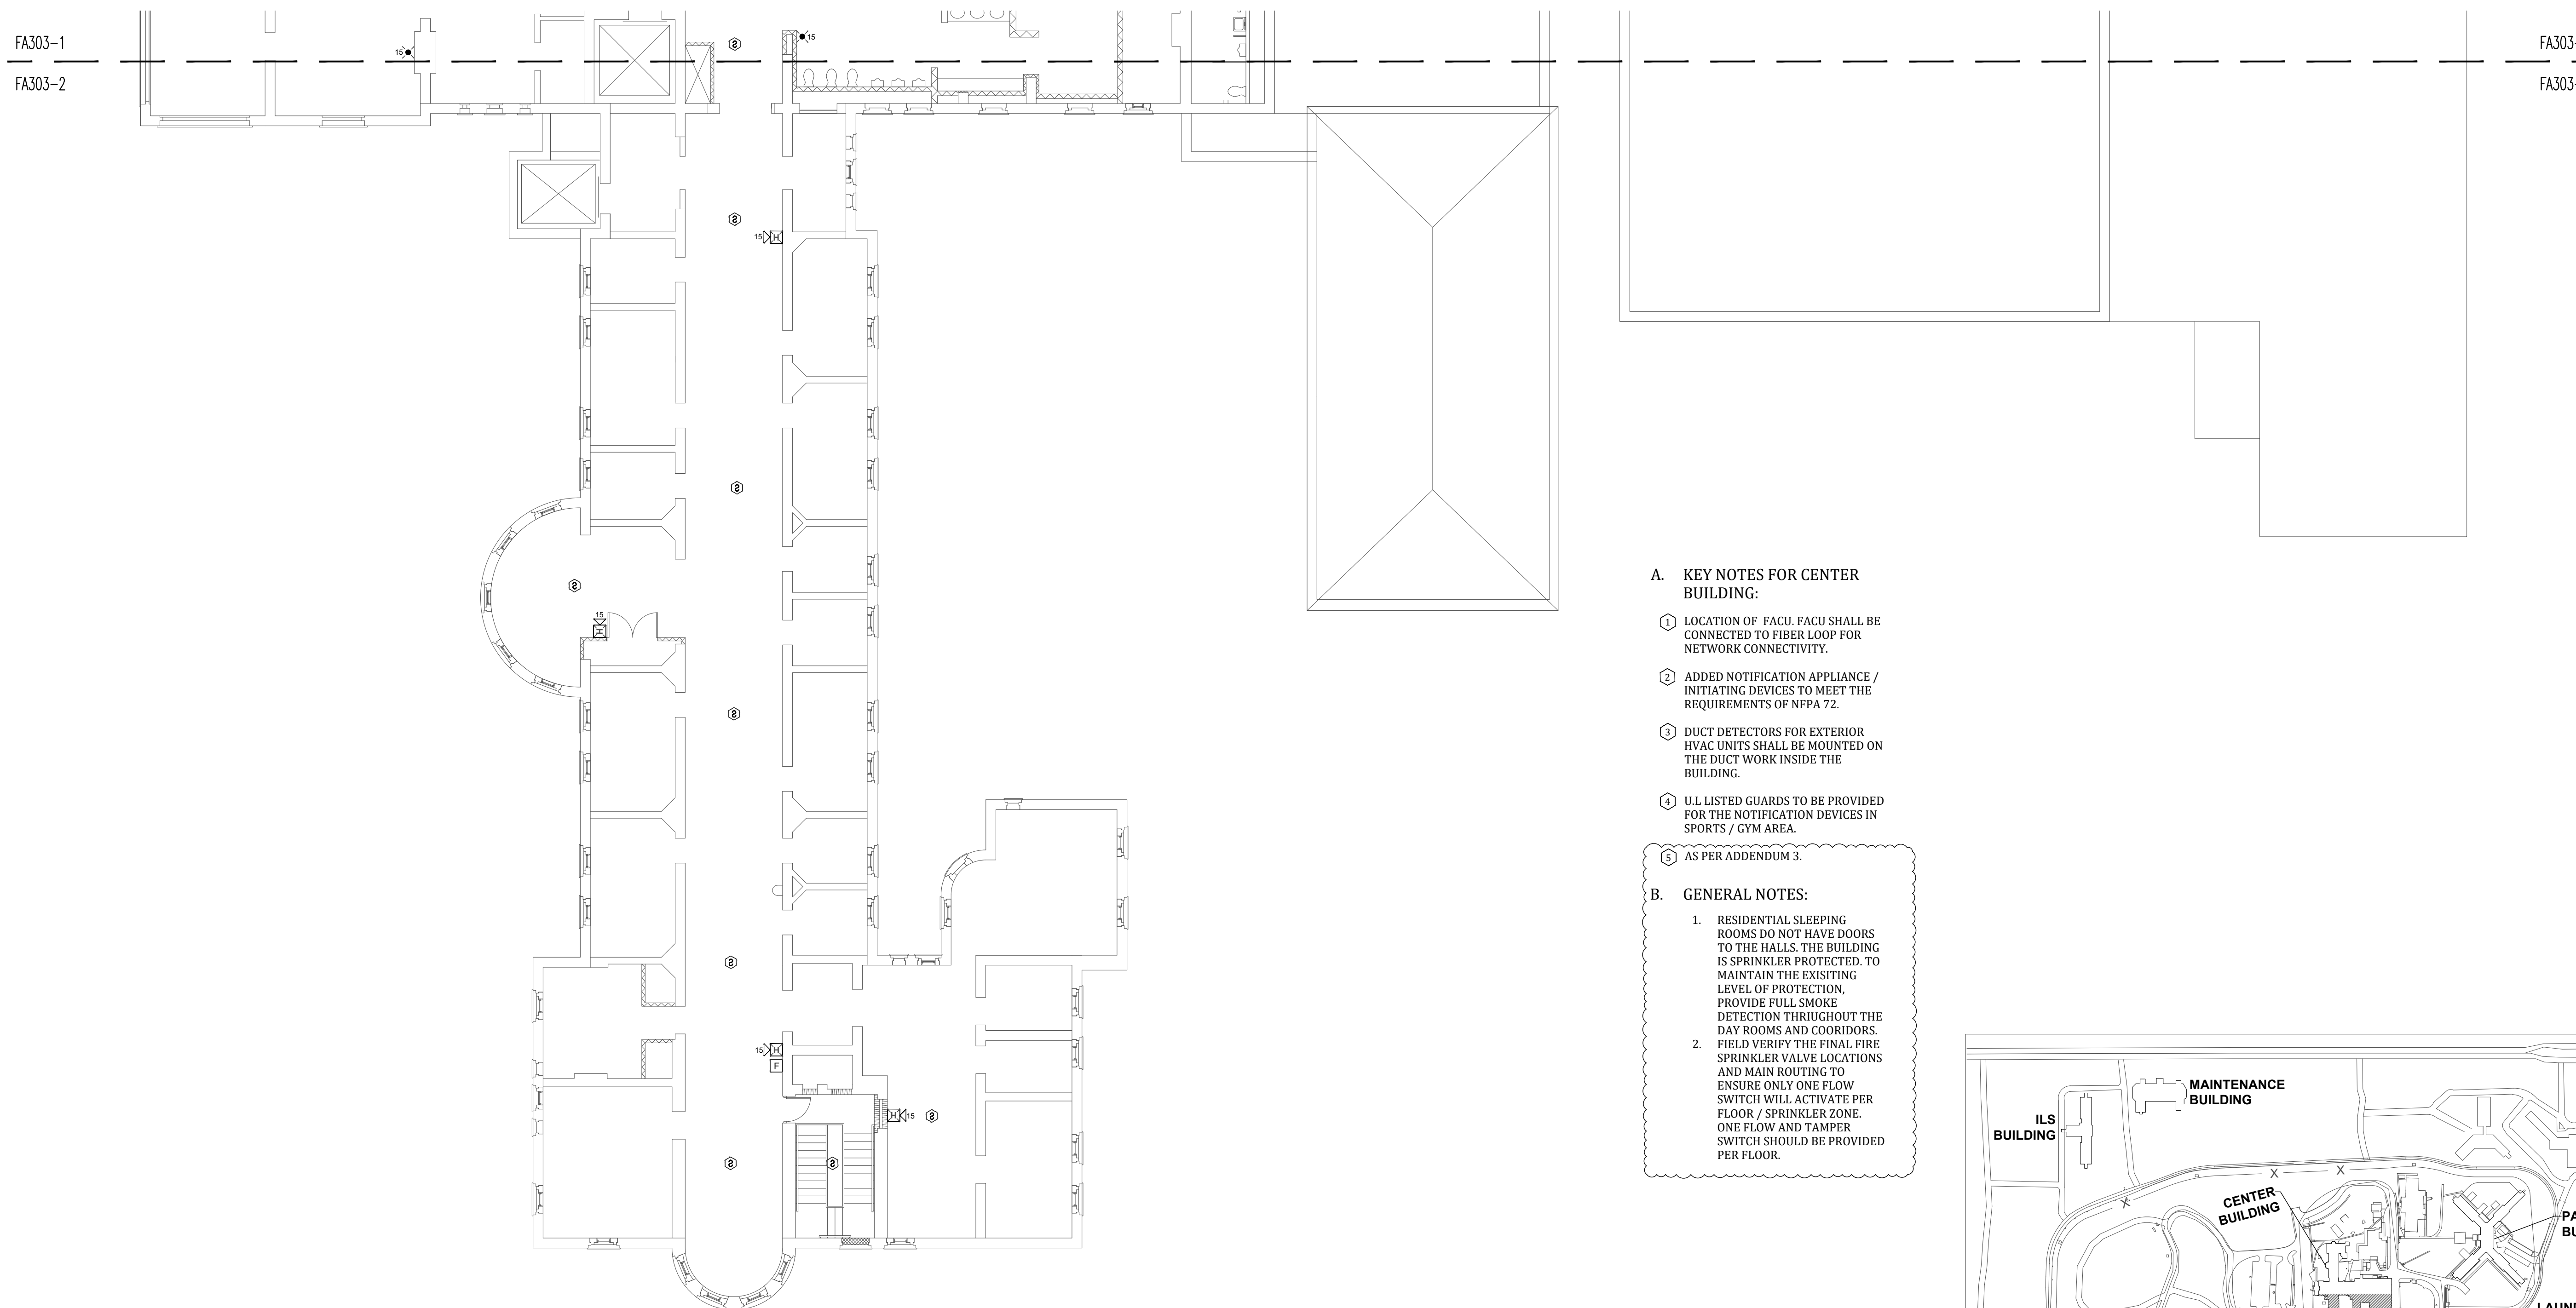 FA303-1
FA303-
FA303-2
FA303-
15
15
S
S
15 H
S
S
15
H
S
S
15 H
F
H 15
S
S
S
A. KEY NOTES FOR CENTER
BUILDING:
1 LOCATION OF FACU. FACU SHALL BE
CONNECTED TO FIBER LOOP FOR
NETWORK CONNECTIVITY.
2 ADDED NOTIFICATION APPLIANCE /
INITIATING DEVICES TO MEET THE
REQUIREMENTS OF NFPA 72.
3 DUCT DETECTORS FOR EXTERIOR
HVAC UNITS SHALL BE MOUNTED ON
THE DUCT WORK INSIDE THE
BUILDING.
4 U.L LISTED GUARDS TO BE PROVIDED
FOR THE NOTIFICATION DEVICES IN
SPORTS / GYM AREA.
5 AS PER ADDENDUM 3.
B. GENERAL NOTES:
1. RESIDENTIAL SLEEPING
ROOMS DO NOT HAVE DOORS
TO THE HALLS. THE BUILDING
IS SPRINKLER PROTECTED. TO
MAINTAIN THE EXISITING
LEVEL OF PROTECTION,
PROVIDE FULL SMOKE
DETECTION THRIUGHOUT THE
DAY ROOMS AND COORIDORS.
2. FIELD VERIFY THE FINAL FIRE
SPRINKLER VALVE LOCATIONS
AND MAIN ROUTING TO
ENSURE ONLY ONE FLOW
SWITCH WILL ACTIVATE PER
FLOOR / SPRINKLER ZONE.
ONE FLOW AND TAMPER
SWITCH SHOULD BE PROVIDED
PER FLOOR.
MAINTENANCE
BUILDING
ILS
BUILDING
X X X
CENTER
BUILDING
PA
BU